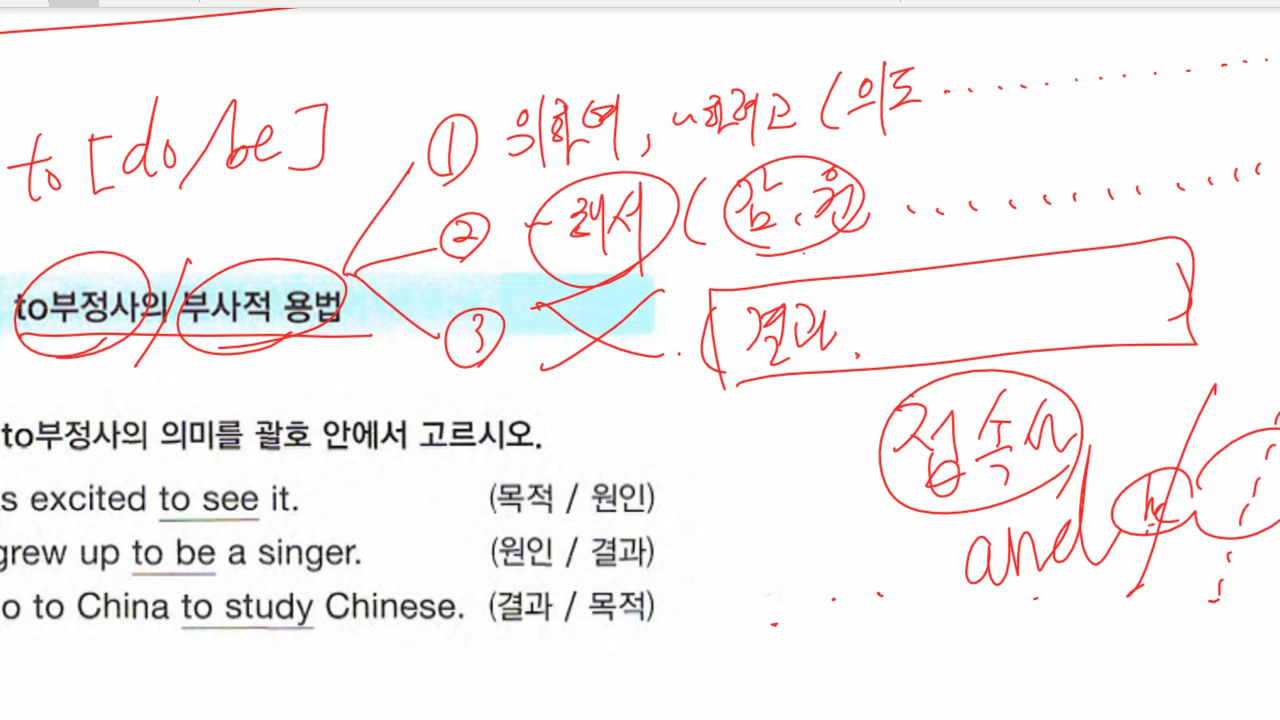 to [do/be]
① 위한여, ~하려고 (의도
② -해서 (감.원
to부정사의 부사적 용법
③ (결과.
접속사
and he
to부정사의 의미를 괄호 안에서 고르시오.
s excited to see it. (목적 / 원인)
grew up to be a singer. (원인 / 결과)
o to China to study Chinese. (결과 / 목적)